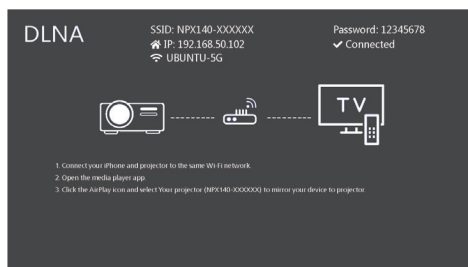 DLNA
SSID: NPX140-XXXXXX
IP: 192.168.50.102
UBUNTU-5G
Password: 12345678
Connected
TV
1. Connect your iPhone and projector to the same Wi-Fi network.
2. Open the media player app.
3. Click the AirPlay icon and select Your projector (NPX140-XXXXXX) to mirror your device to projector.